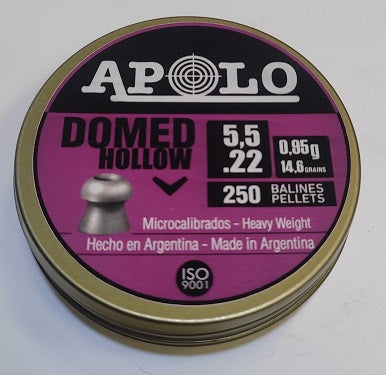 APOLO
DOMED
HOLLOW
5,5
.22
0,95g
14,6 GRAINS
250 BALINES
PELLETS
Microcalibrados - Heavy Weight
Hecho en Argentina - Made in Argentina
ISO
9001